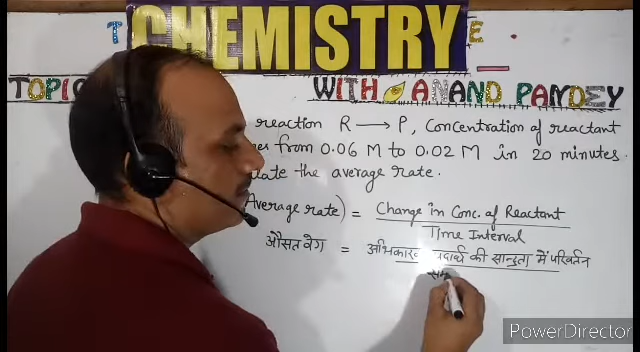 T CHEMISTRY E
TOPIC WITH ANAND PANDEY
reaction R → P, Concentration of reactant
from 0.06 M to 0.02 M in 20 minutes.
the average rate.
Average rate) = Change in Conc. of Reactant
Time Interval
औसत वेग = पदार्थ की सान्द्रता में परिवर्तन
PowerDirector